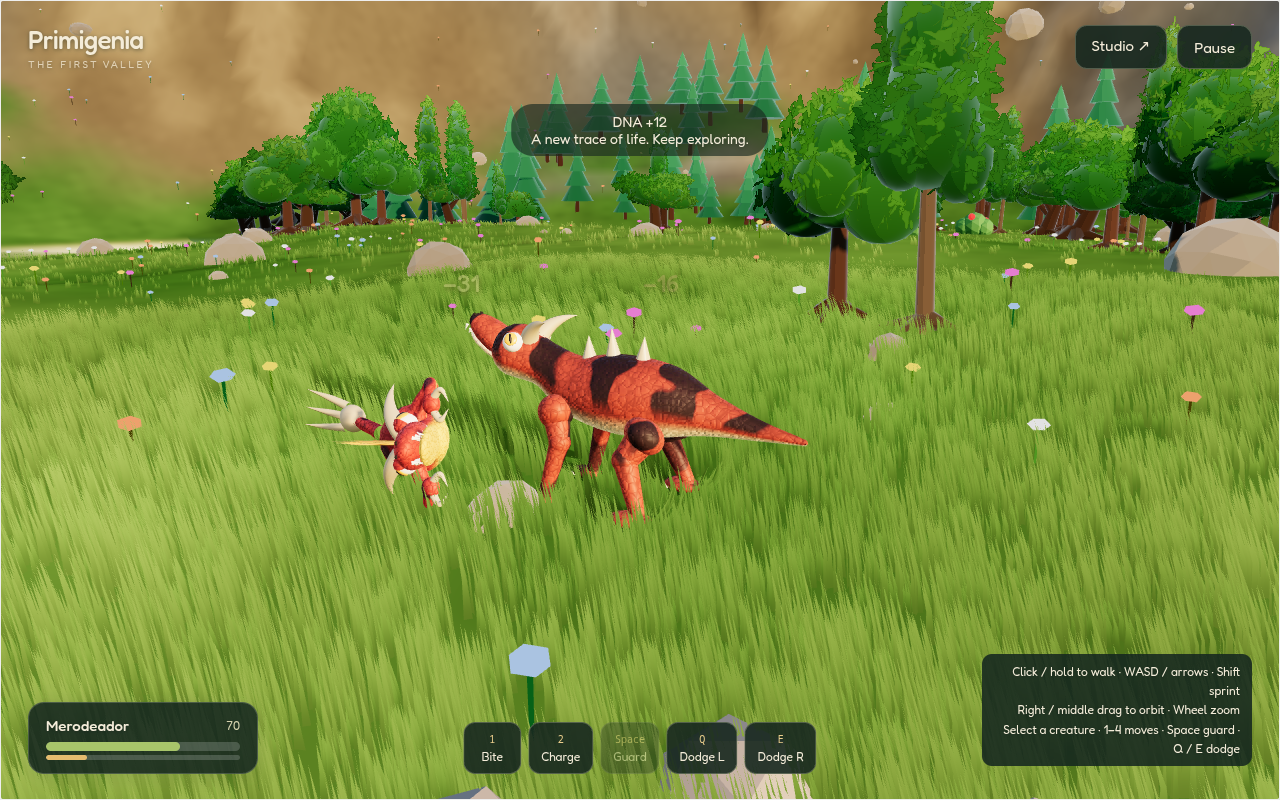 Primigenia
THE FIRST VALLEY
Studio ↗
Pause
DNA +12
A new trace of life. Keep exploring.
−31
−16
Merodeador
70
1
Bite
2
Charge
Space
Guard
Q
Dodge L
E
Dodge R
Click / hold to walk · WASD / arrows · Shift
sprint
Right / middle drag to orbit · Wheel zoom
Select a creature · 1–4 moves · Space guard ·
Q / E dodge